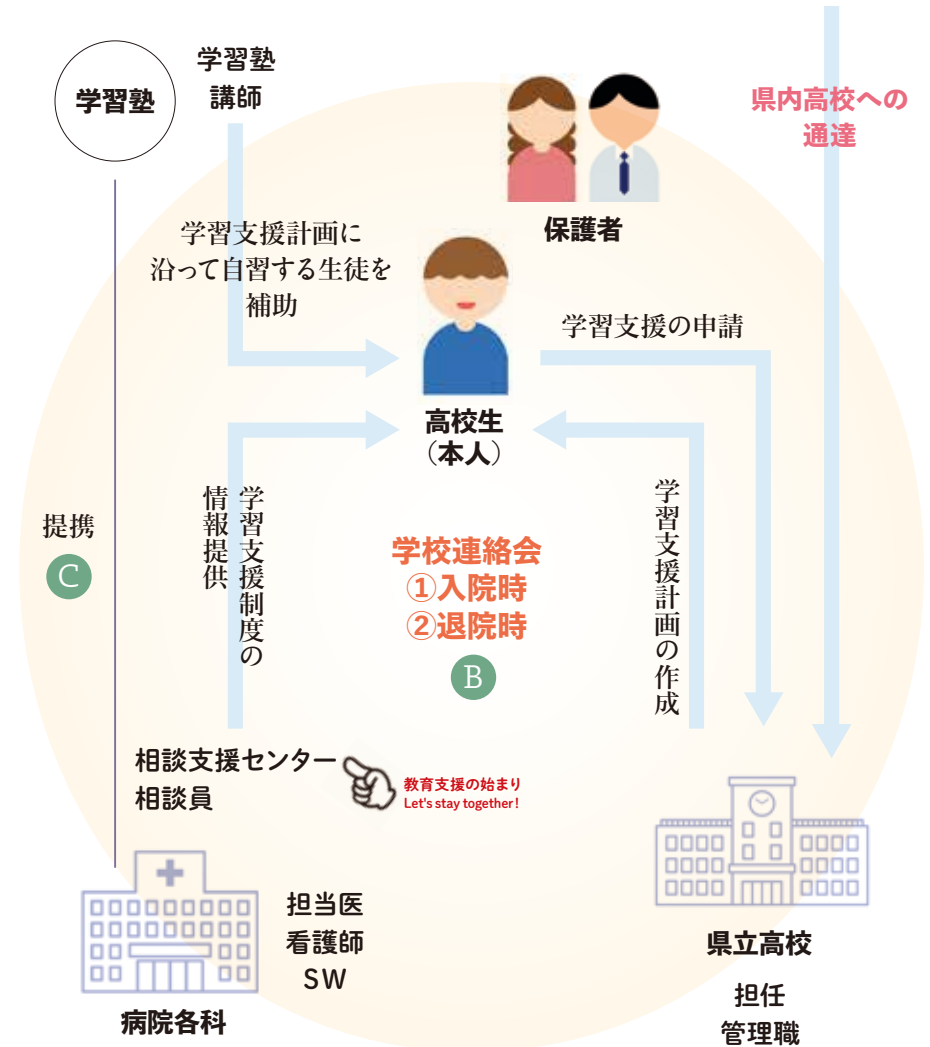 学習塾
学習塾
講師
県内高校への
通達
保護者
学習支援計画に
沿って自習する生徒を
補助
学習支援の申請
高校生
（本人）
提携
C
学習支援制度の
情報提供
学校連絡会
①入院時
②退院時
B
学習支援計画の作成
相談支援センター
相談員
教育支援の始まり
Let's stay together!
担当医
看護師
SW
病院各科
県立高校
担任
管理職